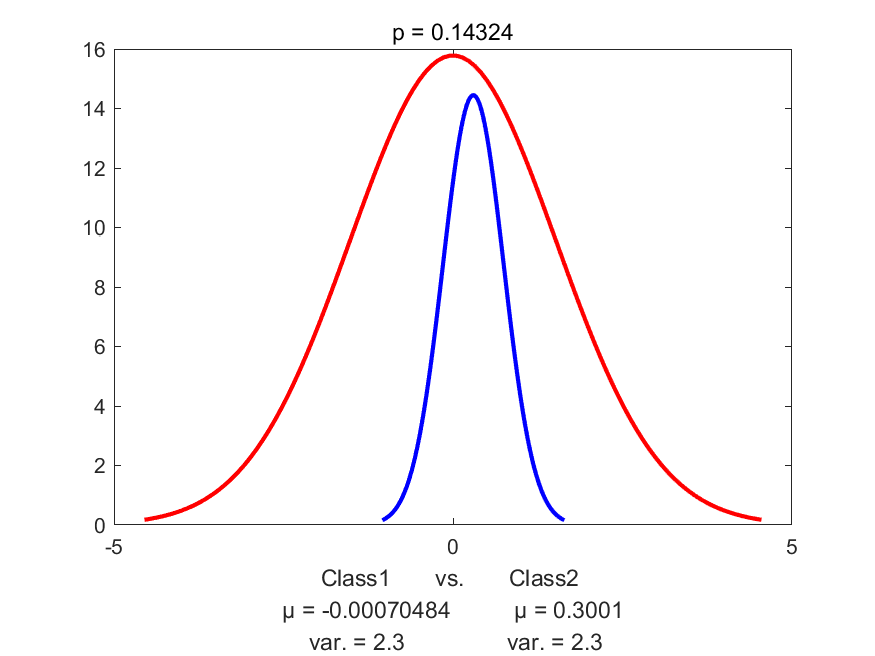 p = 0.14324
16
14
12
10
8
6
4
2
0
-5 0 5
Class1 vs. Class2
μ = -0.00070484 μ = 0.3001
var. = 2.3 var. = 2.3